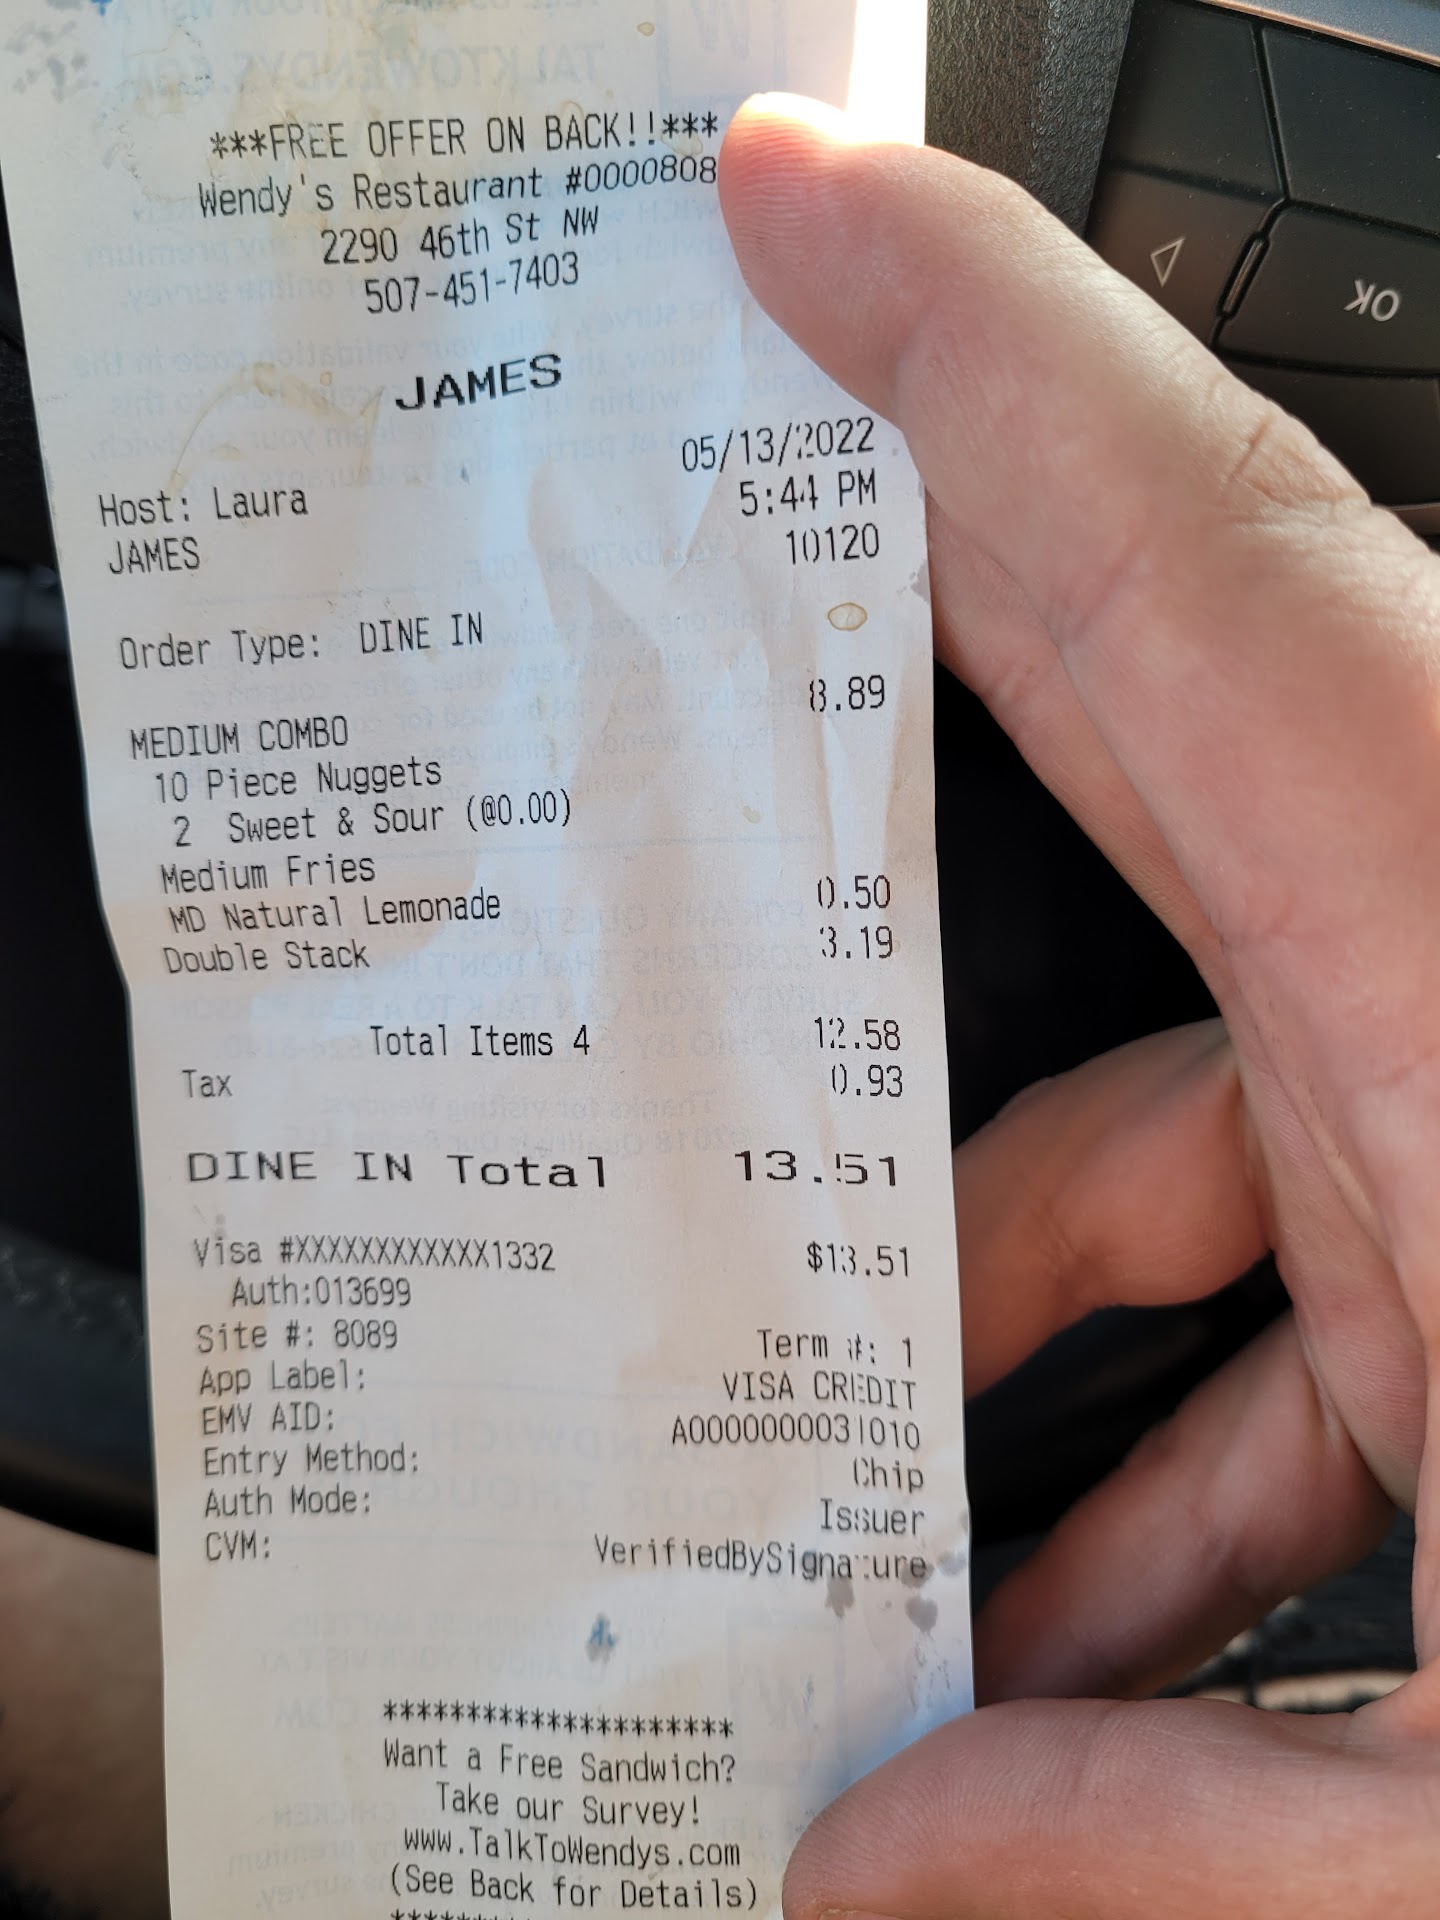 ***FREE OFFER ON BACK!!***
Wendy's Restaurant #0000808
2290 46th St NW
507-451-7403
JAMES
05/13/2022
Host: Laura 5:44 PM
JAMES 10120
Order Type: DINE IN
8.89
MEDIUM COMBO
10 Piece Nuggets
2 Sweet & Sour (@0.00)
Medium Fries
MD Natural Lemonade 0.50
Double Stack 3.19
Total Items 4 12.58
Tax 0.93
DINE IN Total 13.51
Visa #XXXXXXXXXXXX1332 $13.51
Auth:013699
Site #: 8089 Term #: 1
App Label: VISA CREDIT
EMV AID: A0000000031010
Entry Method: Chip
Auth Mode: Issuer
CVM: VerifiedBySignature
*********************
Want a Free Sandwich?
Take our Survey!
www.TalkToWendys.com
(See Back for Details)
OK